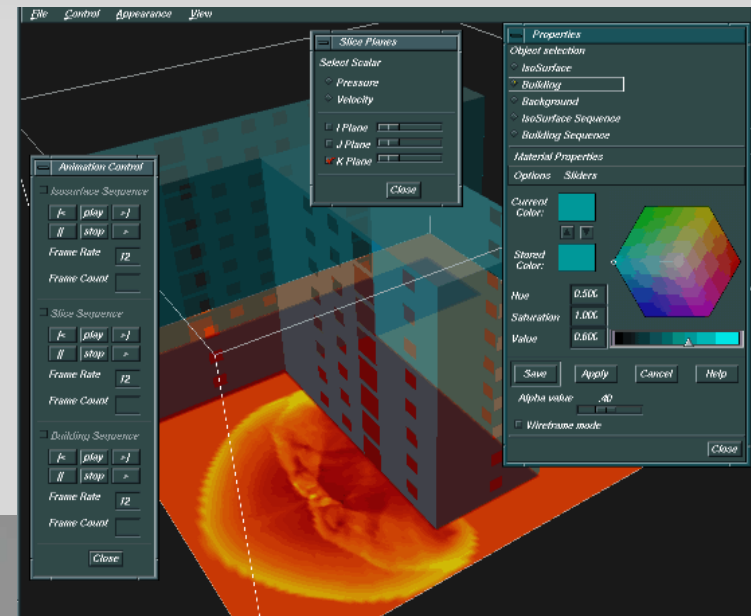 File Control Appearance View
Slice Planes
Select Scalar
Pressure
Velocity
I Plane
J Plane
K Plane
Close
Animation Control
Isosurface Sequence
|< play >|
|| stop >
Frame Rate 12
Frame Count
Slice Sequence
|< play >|
|| stop >
Frame Rate 12
Frame Count
Building Sequence
|< play >|
|| stop >
Frame Rate 12
Frame Count
Close
Properties
Object selection
IsoSurface
Building
Background
IsoSurface Sequence
Building Sequence
Material Properties
Options Sliders
Current
Color:
Stored
Color:
Hue 0.500
Saturation 1.000
Value 0.600
Save Apply Cancel Help
Alpha value .40
Wireframe mode
Close